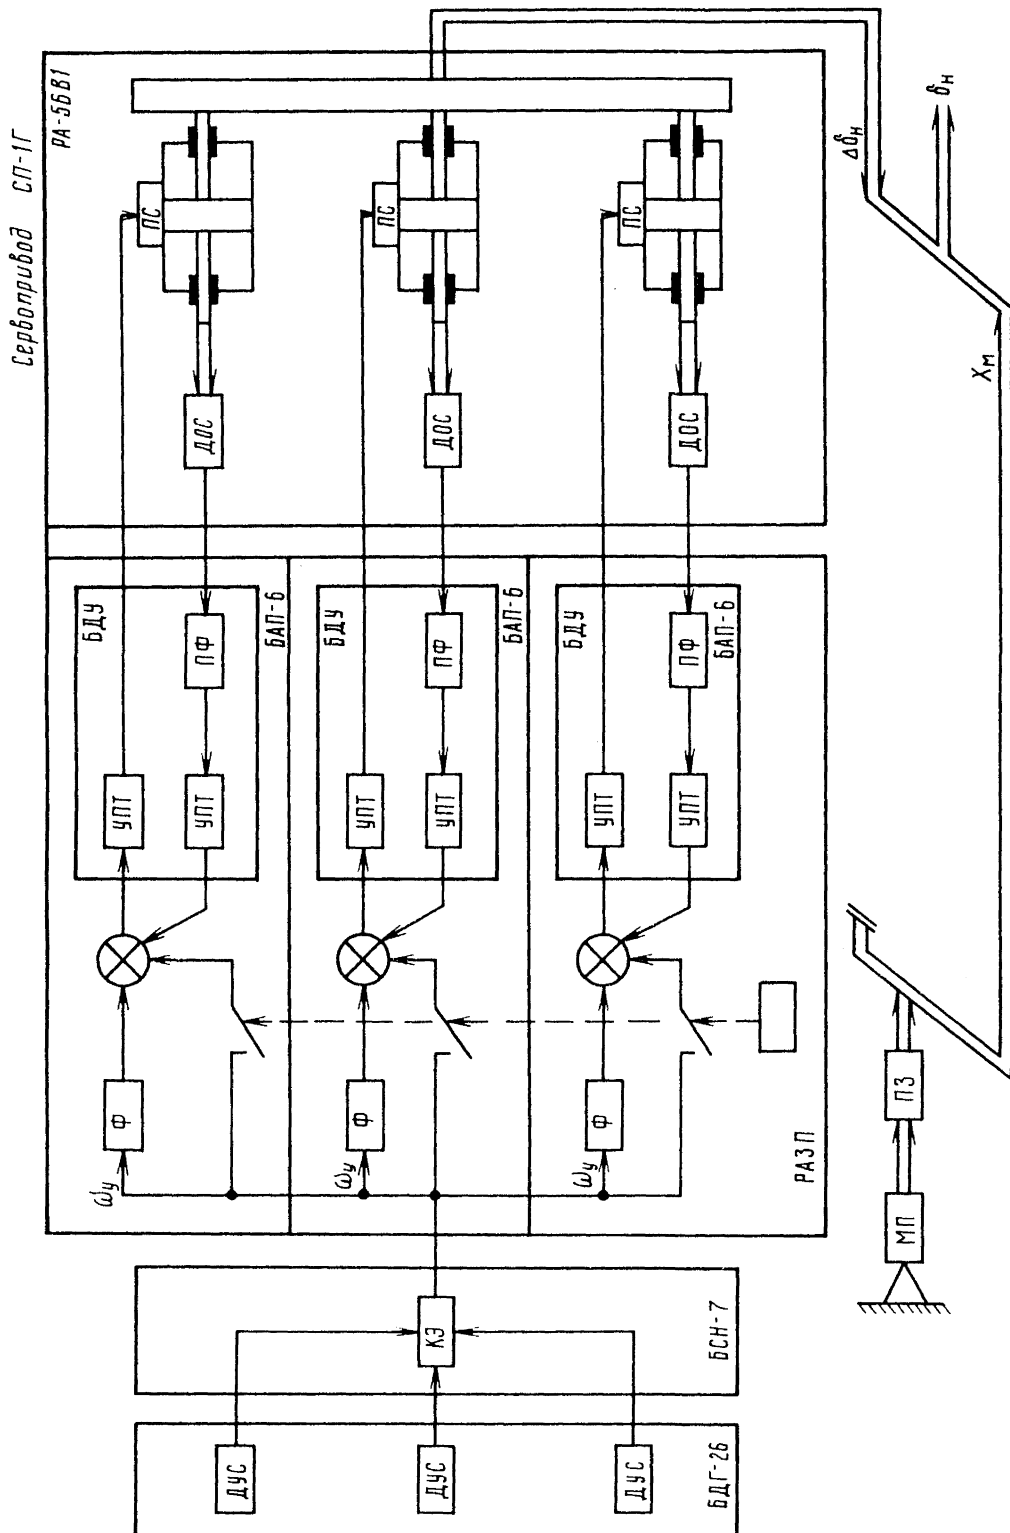 Сервопривод СП-1Г
РА-56В1
ПС
ПС
ПС
ДОС
ДОС
ДОС
БДУ
БАП-6
ПФ
УПТ
УПТ
БДУ
БАП-6
ПФ
УПТ
УПТ
БДУ
БАП-6
ПФ
УПТ
УПТ
Ф
Ф
Ф
ωу
ωу
ωу
РАЗП
КЭ
БСН-7
ДУС
ДУС
ДУС
БДГ-26
Δδн
δн
Хм
ПЗ
МП